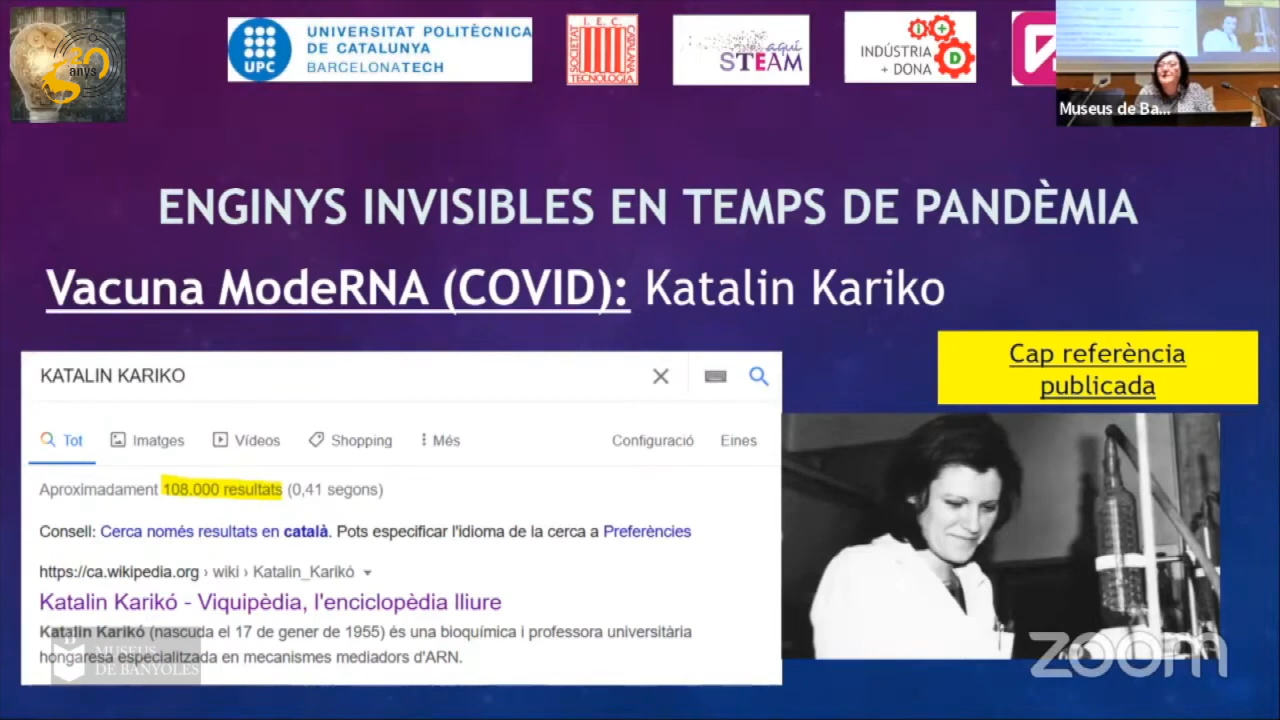 20
anys
UPC
UNIVERSITAT POLITÈCNICA
DE CATALUNYA
BARCELONATECH
I. E. C.
SOCIETAT
CATALANA
TECNOLOGIA
aquí
STEAM
INDÚSTRIA
+ DONA
i
D
Museus de Ba...
ENGINYS INVISIBLES EN TEMPS DE PANDÈMIA
Vacuna ModeRNA (COVID): Katalin Kariko
Cap referència
publicada
KATALIN KARIKO
Tot Imatges Vídeos Shopping Més Configuració Eines
Aproximadament 108.000 resultats (0,41 segons)
Consell: Cerca només resultats en català. Pots especificar l'idioma de la cerca a Preferències
https://ca.wikipedia.org › wiki › Katalin_Karikó
Katalin Karikó - Viquipèdia, l'enciclopèdia lliure
Katalin Karikó (nascuda el 17 de gener de 1955) és una bioquímica i professora universitària
hongaresa especialitzada en mecanismes mediadors d'ARN.
MUSEUS
DE BANYOLES
zoom